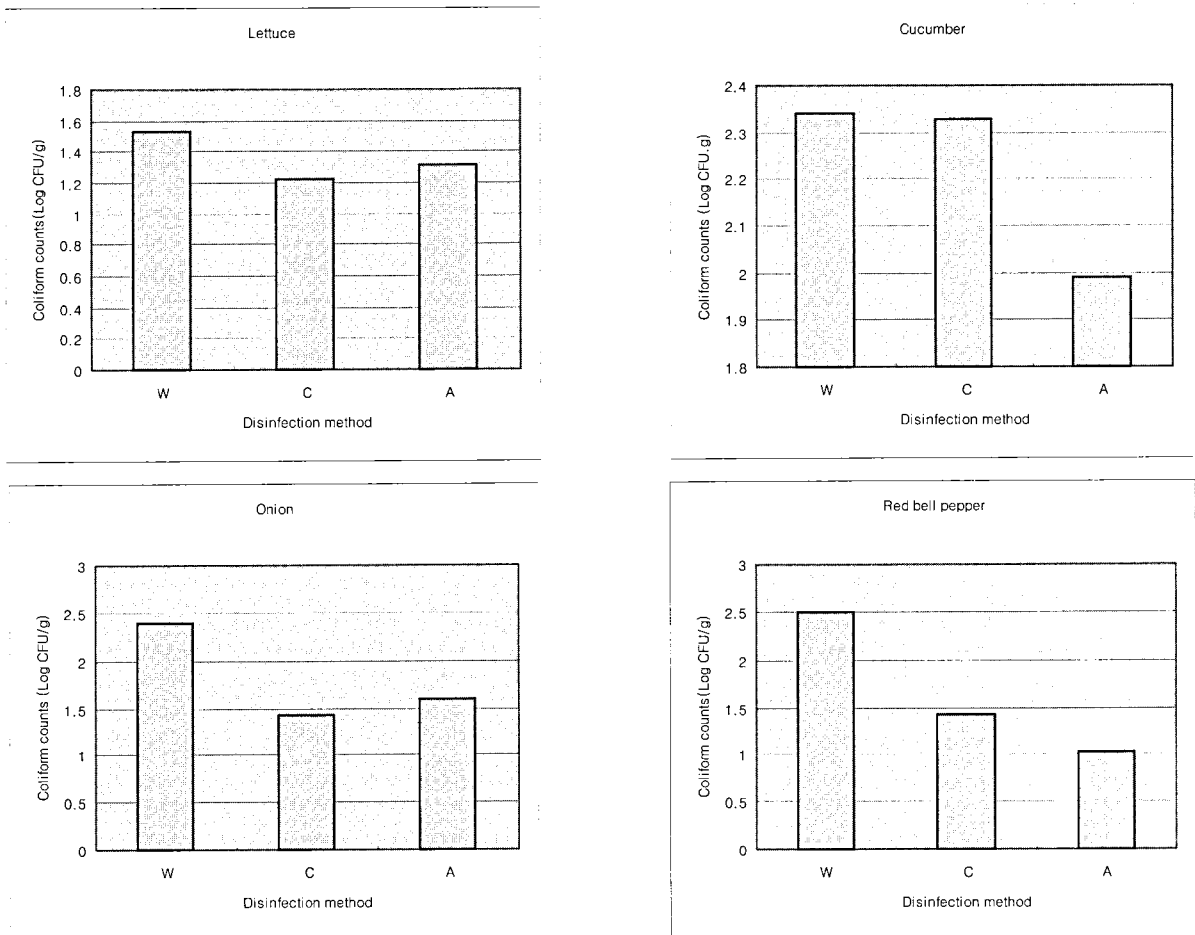 Lettuce
Coliform counts(Log CFU/g)
1.8
1.6
1.4
1.2
1
0.8
0.6
0.4
0.2
0
W C A
Disinfection method
Cucumber
Coliform counts (Log CFU.g)
2.4
2.3
2.2
2.1
2
1.9
1.8
W C A
Disinfection method
Onion
Coliform counts (Log CFU/g)
3
2.5
2
1.5
1
0.5
0
W C A
Disinfection method
Red bell pepper
Coliform counts(Log CFU/g)
3
2.5
2
1.5
1
0.5
0
W C A
Disinfection method